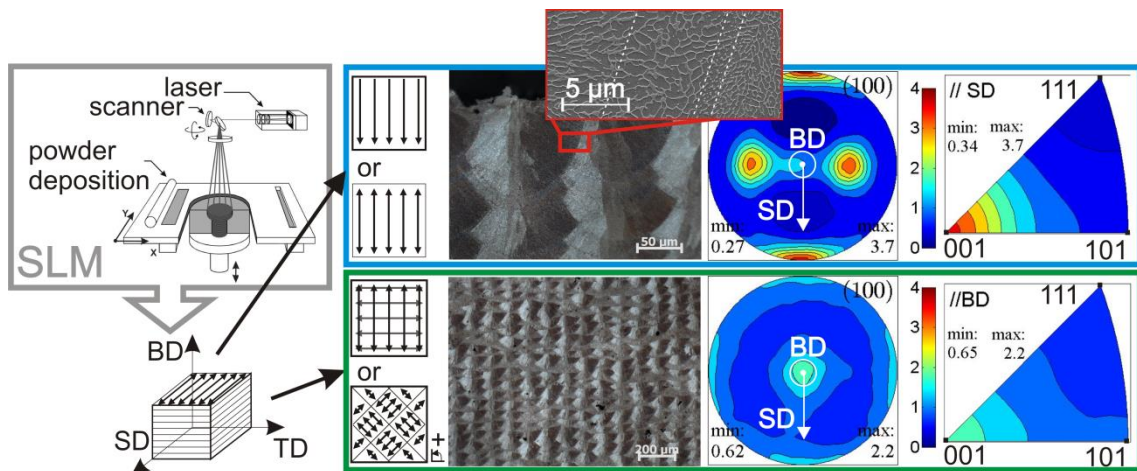 laser
scanner
powder
deposition
Y
x
SLM
BD
SD
TD
or
5 µm
50 µm
(100)
BD
SD
min:
0.27
max:
3.7
4
3
2
1
0
// SD
111
min:
0.34
max:
3.7
001
101
or
200 µm
(100)
BD
SD
min:
0.62
max:
2.2
4
3
2
1
0
//BD
111
min:
0.65
max:
2.2
001
101